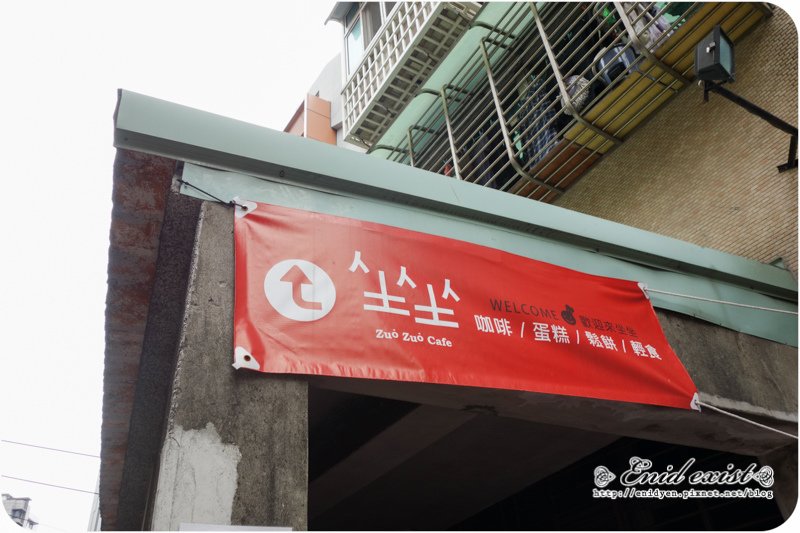 坐坐
Zuò Zuò Cafe
WELCOME 歡迎來坐坐
咖啡 / 蛋糕 / 鬆餅 / 輕食
Enid exist
http://enidyen.pixnet.net/blog